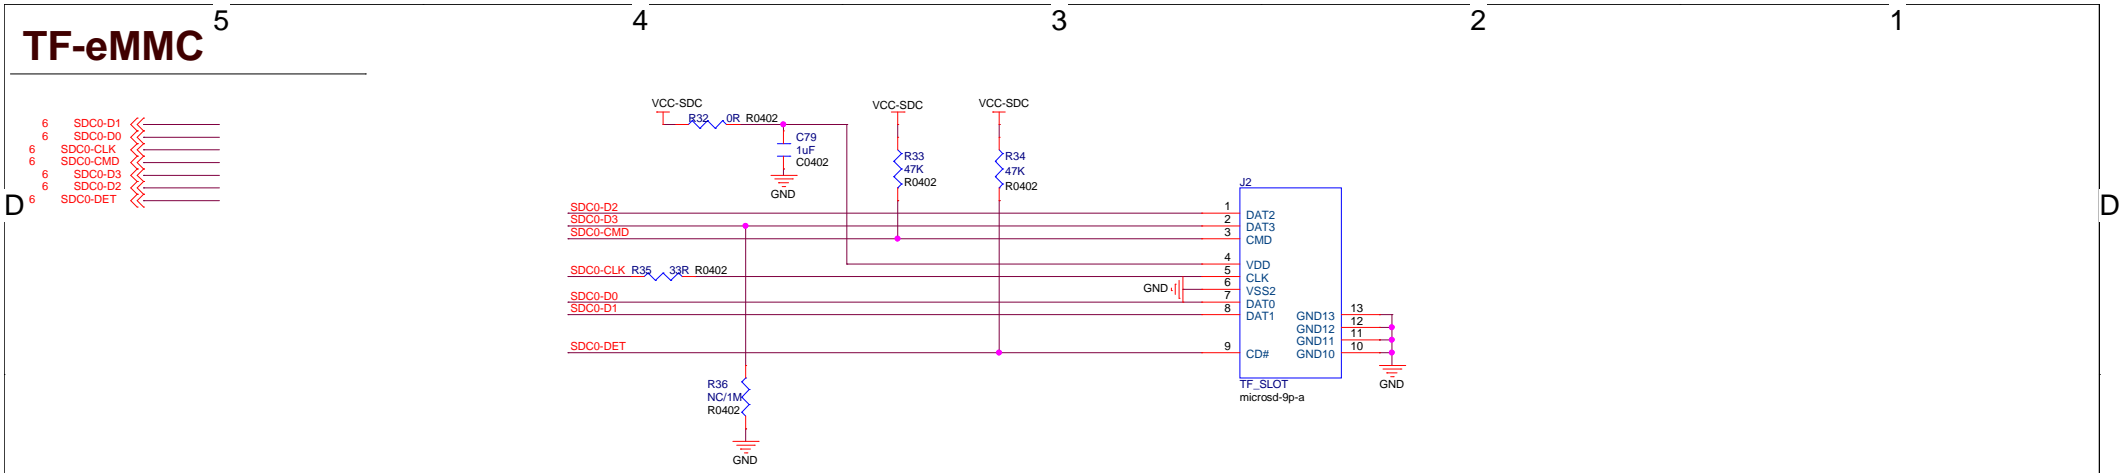 5 4 3 2 1
TF-eMMC
6 SDC0-D1
6 SDC0-D0
6 SDC0-CLK
6 SDC0-CMD
6 SDC0-D3
6 SDC0-D2
6 SDC0-DET
D D
VCC-SDC
R32 0R R0402
C79
1uF
C0402
GND
VCC-SDC
R33
47K
R0402
VCC-SDC
R34
47K
R0402
SDC0-D2
SDC0-D3
SDC0-CMD
SDC0-CLK R35 33R R0402
SDC0-D0
SDC0-D1
SDC0-DET
R36
NC/1M
R0402
GND
GND
J2
1 DAT2
2 DAT3
3 CMD
4 VDD
5 CLK
6 VSS2
7 DAT0
8 DAT1
9 CD#
GND13 13
GND12 12
GND11 11
GND10 10
GND
TF_SLOT
microsd-9p-a